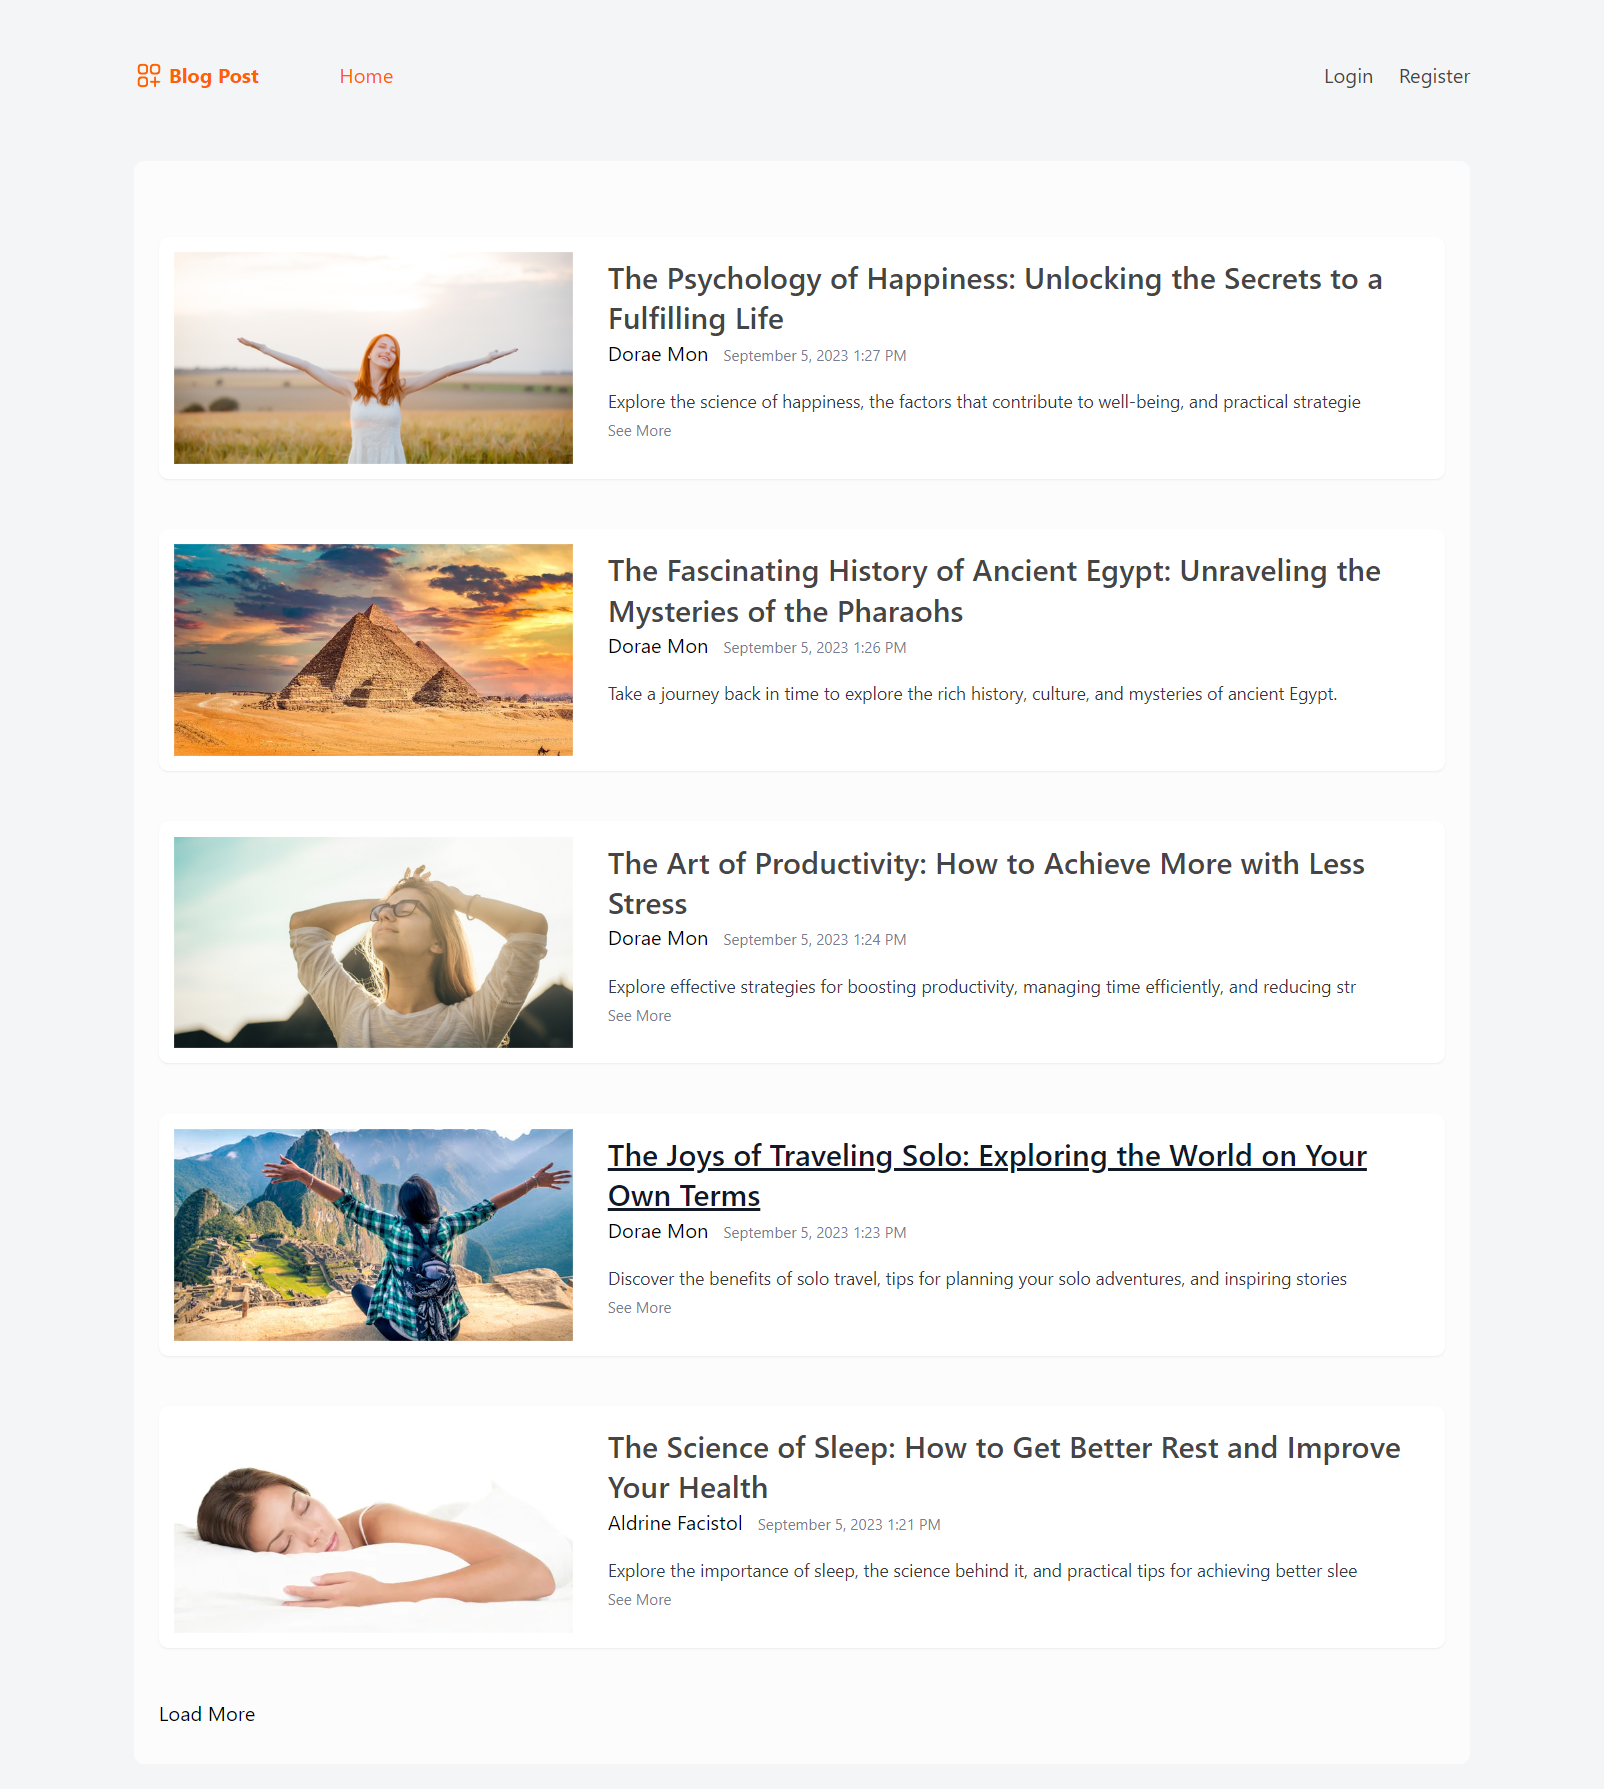 Blog Post
Home
Login
Register
The Psychology of Happiness: Unlocking the Secrets to a
Fulfilling Life
Dorae Mon September 5, 2023 1:27 PM
Explore the science of happiness, the factors that contribute to well-being, and practical strategie
See More
The Fascinating History of Ancient Egypt: Unraveling the
Mysteries of the Pharaohs
Dorae Mon September 5, 2023 1:26 PM
Take a journey back in time to explore the rich history, culture, and mysteries of ancient Egypt.
The Art of Productivity: How to Achieve More with Less
Stress
Dorae Mon September 5, 2023 1:24 PM
Explore effective strategies for boosting productivity, managing time efficiently, and reducing str
See More
The Joys of Traveling Solo: Exploring the World on Your
Own Terms
Dorae Mon September 5, 2023 1:23 PM
Discover the benefits of solo travel, tips for planning your solo adventures, and inspiring stories
See More
The Science of Sleep: How to Get Better Rest and Improve
Your Health
Aldrine Facistol September 5, 2023 1:21 PM
Explore the importance of sleep, the science behind it, and practical tips for achieving better slee
See More
Load More